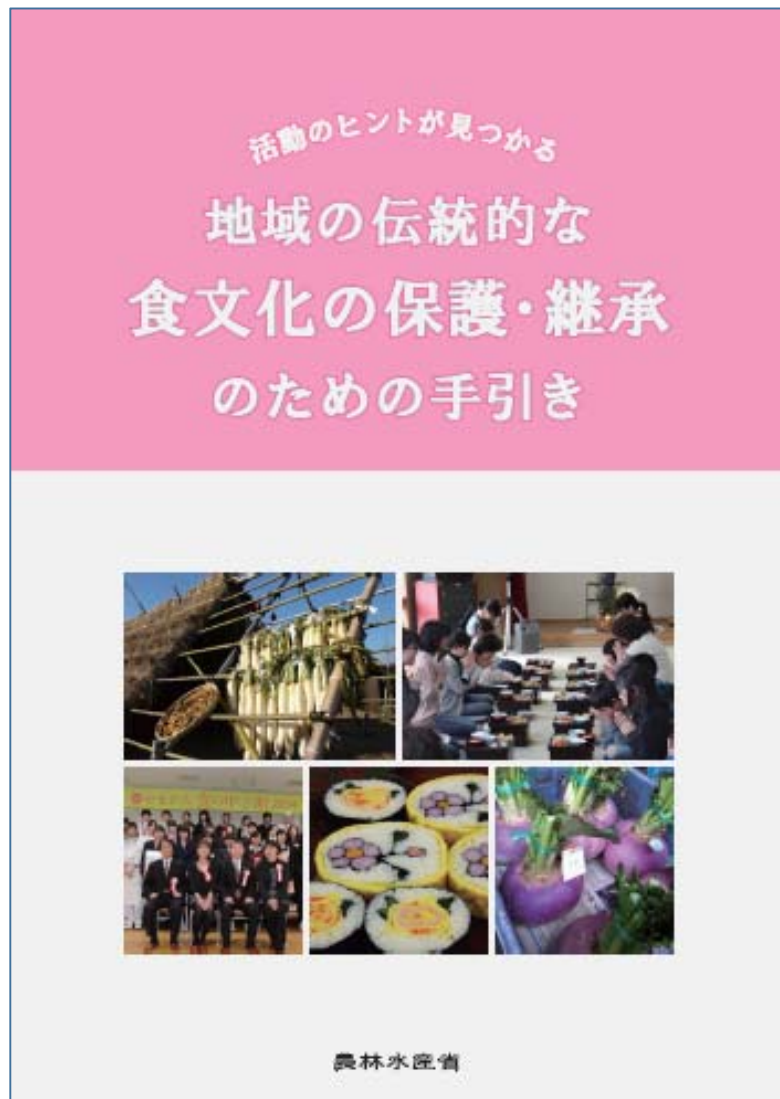 活動のヒントが見つかる
地域の伝統的な
食文化の保護・継承
のための手引き
農林水産省